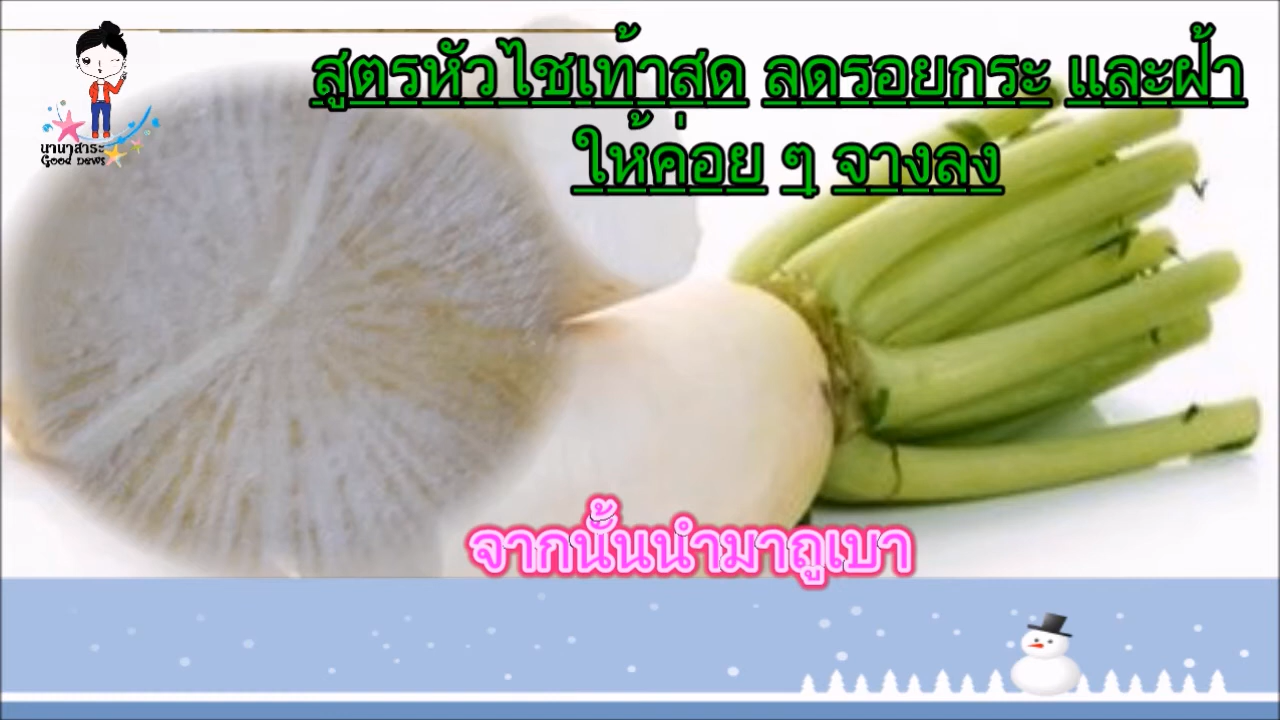 สูตรหัวไชเท้าสด ลดรอยกระ และฝ้า
ให้ค่อย ๆ จางลง
นานาสาระ
Good news
จากนั้นนำมาถูเบา